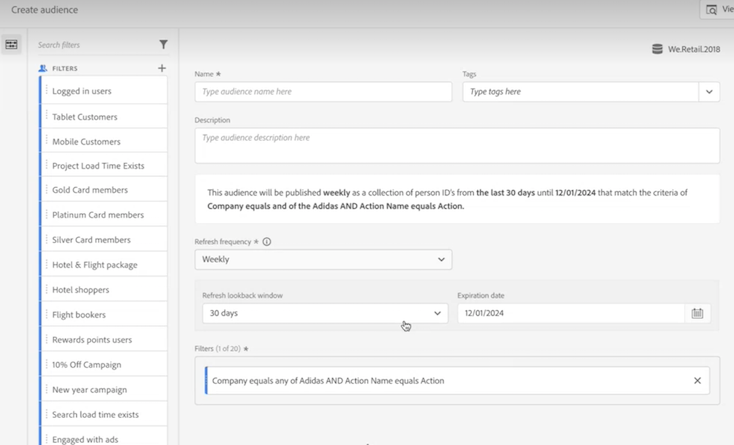 Create audience
Vie
Search filters
We.Retail.2018
FILTERS +
Logged in users
Tablet Customers
Mobile Customers
Project Load Time Exists
Gold Card members
Platinum Card members
Silver Card members
Hotel & Flight package
Hotel shoppers
Flight bookers
Rewards points users
10% Off Campaign
New year campaign
Search load time exists
Engaged with ads
Name *
Tags
Type audience name here
Type tags here
Description
Type audience description here
This audience will be published weekly as a collection of person ID's from the last 30 days until 12/01/2024 that match the criteria of
Company equals and of the Adidas AND Action Name equals Action.
Refresh frequency *
Weekly
Refresh lookback window
Expiration date
30 days
12/01/2024
Filters (1 of 20) *
Company equals any of Adidas AND Action Name equals Action